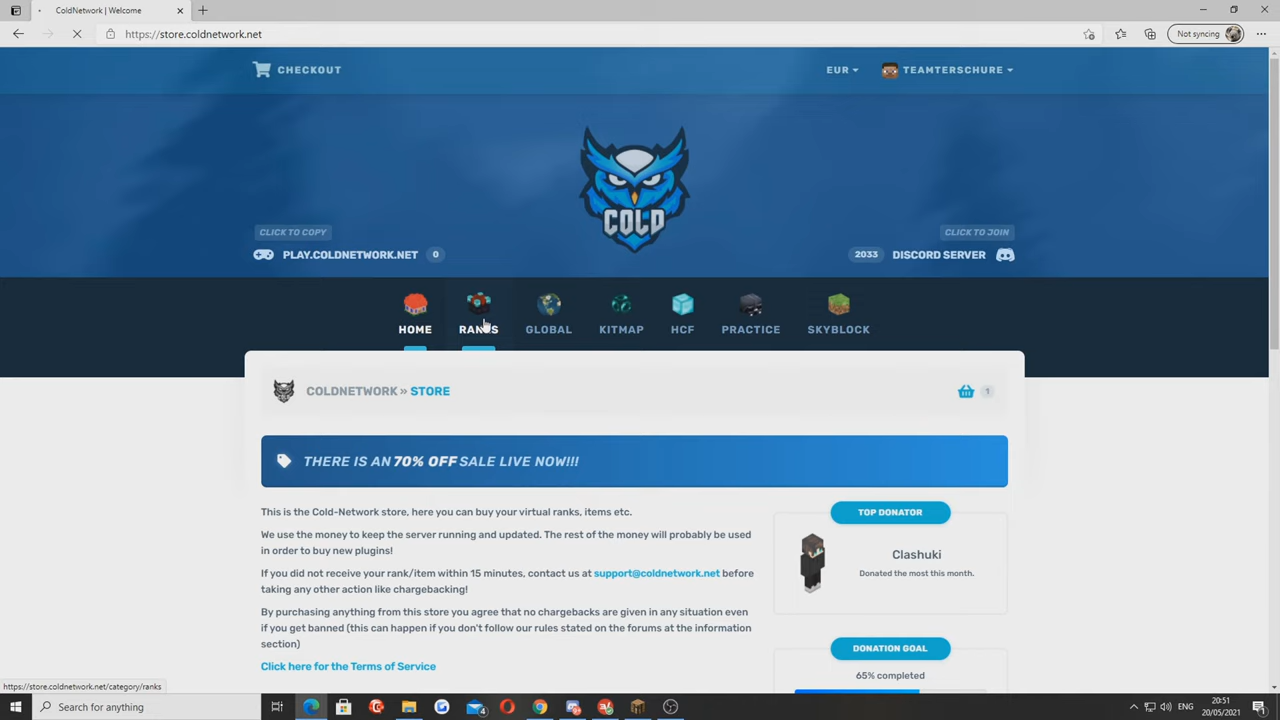 ColdNetwork | Welcome
https://store.coldnetwork.net
Not syncing
CHECKOUT
EUR
TEAMTERSCHURE
COLD
CLICK TO COPY
CLICK TO JOIN
PLAY.COLDNETWORK.NET 0
2033 DISCORD SERVER
HOME RANKS GLOBAL KITMAP HCF PRACTICE SKYBLOCK
COLDNETWORK » STORE
1
THERE IS AN 70% OFF SALE LIVE NOW!!!
This is the Cold-Network store, here you can buy your virtual ranks, items etc.
We use the money to keep the server running and updated. The rest of the money will probably be used
in order to buy new plugins!
If you did not receive your rank/item within 15 minutes, contact us at support@coldnetwork.net before
taking any other action like chargebacking!
By purchasing anything from this store you agree that no chargebacks are given in any situation even
if you get banned (this can happen if you don't follow our rules stated on the forums at the information
section)
Click here for the Terms of Service
TOP DONATOR
Clashuki
Donated the most this month.
DONATION GOAL
65% completed
https://store.coldnetwork.net/category/ranks
Search for anything
4
ENG
20:51
20/05/2021